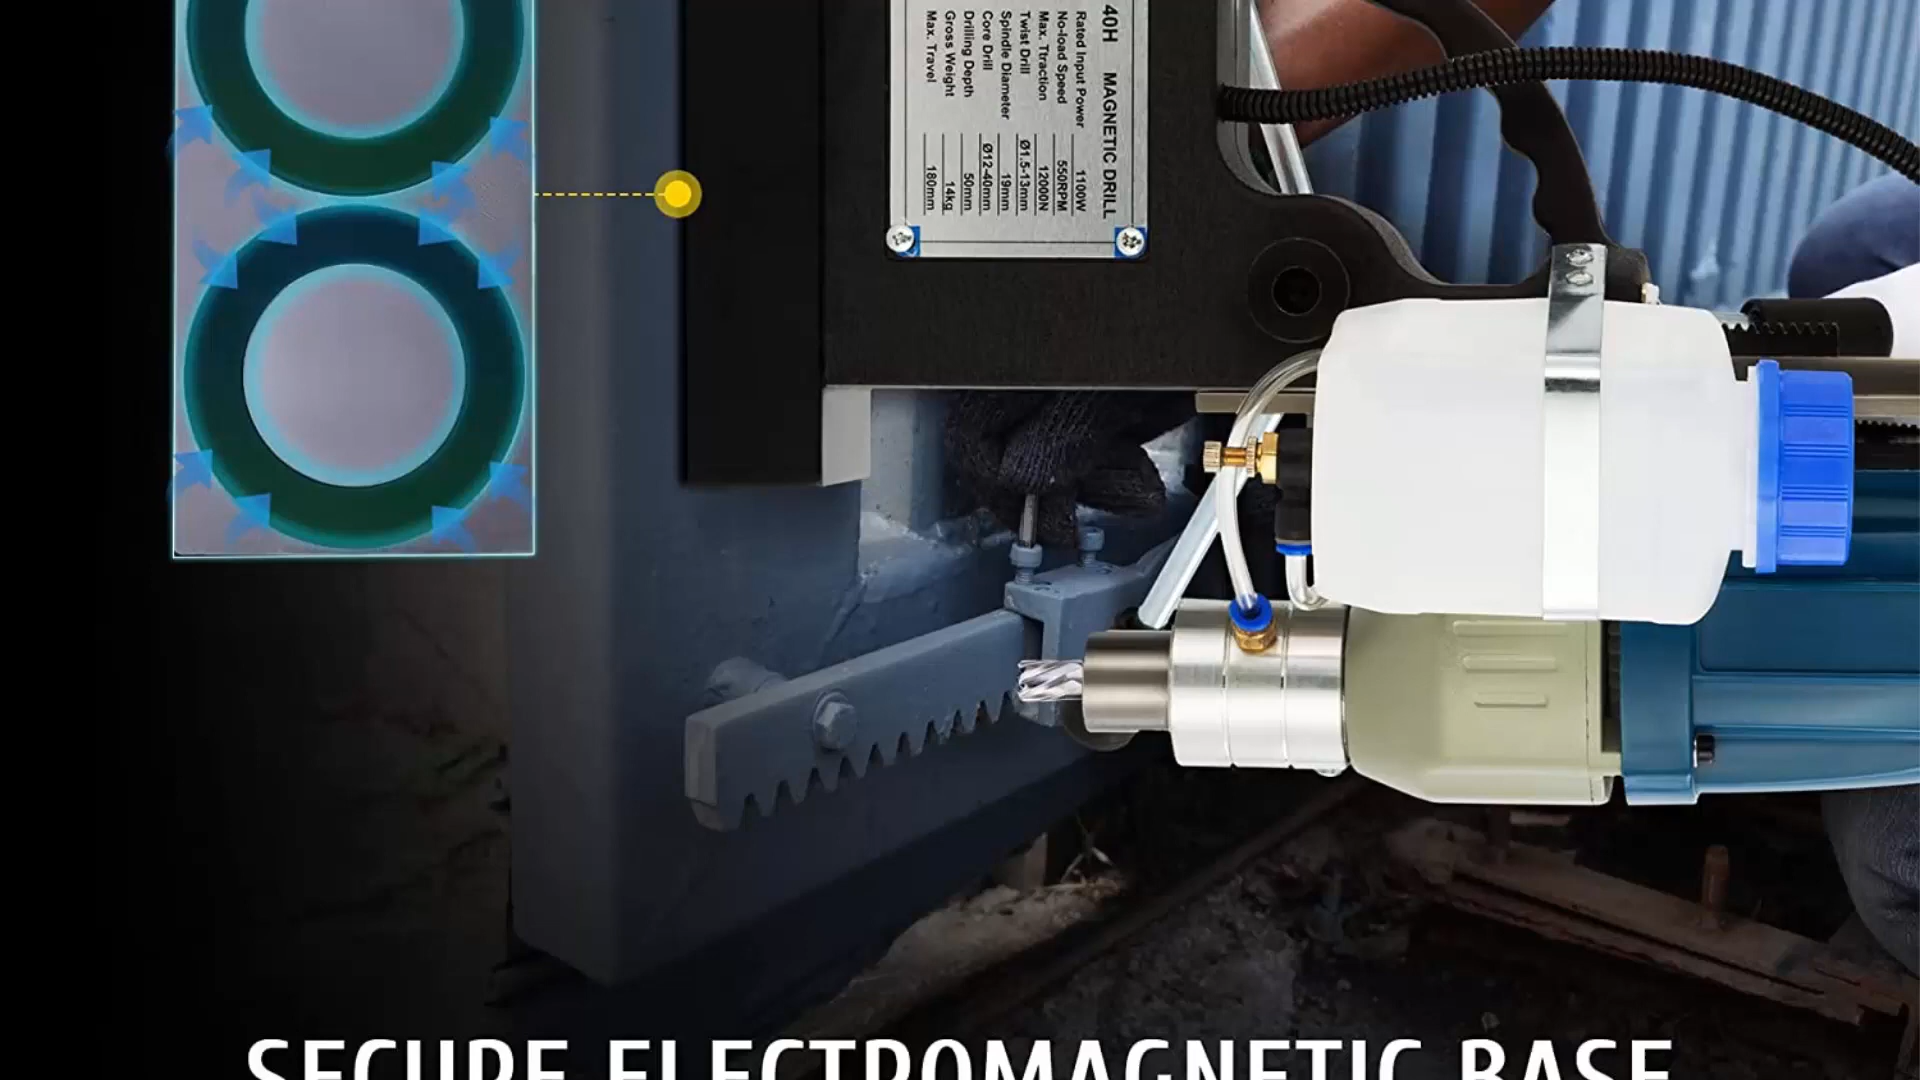 40H MAGNETIC DRILL
Rated Input Power 1100W
No-load Speed 550RPM
Max. Ttraction 12000N
Twist Drill Ø1.5-13mm
Spindle Diameter 19mm
Core Drill Ø12-40mm
Drilling Depth 50mm
Gross Weight 14kg
Max. Travel 180mm
SECURE ELECTROMAGNETIC BASE